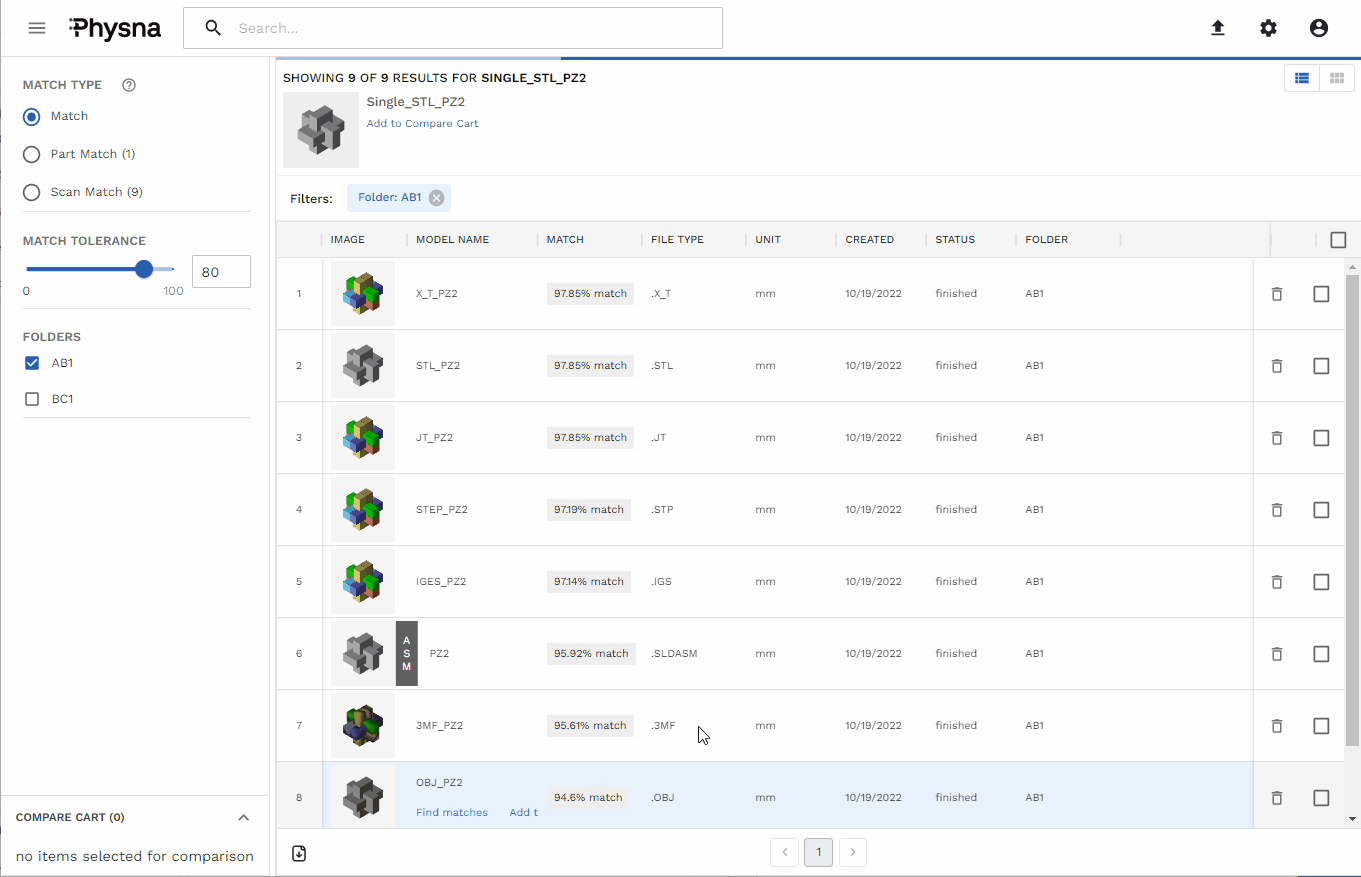 Physna
Search...
MATCH TYPE
Match
Part Match (1)
Scan Match (9)
MATCH TOLERANCE
80
0 100
FOLDERS
AB1
BC1
COMPARE CART (0)
no items selected for comparison
SHOWING 9 OF 9 RESULTS FOR SINGLE_STL_PZ2
Single_STL_PZ2
Add to Compare Cart
Filters: Folder: AB1
IMAGE MODEL NAME MATCH FILE TYPE UNIT CREATED STATUS FOLDER
1 X_T_PZ2 97.85% match .X_T mm 10/19/2022 finished AB1
2 STL_PZ2 97.85% match .STL mm 10/19/2022 finished AB1
3 JT_PZ2 97.85% match .JT mm 10/19/2022 finished AB1
4 STEP_PZ2 97.19% match .STP mm 10/19/2022 finished AB1
5 IGES_PZ2 97.14% match .IGS mm 10/19/2022 finished AB1
6 ASM PZ2 95.92% match .SLDASM mm 10/19/2022 finished AB1
7 3MF_PZ2 95.61% match .3MF mm 10/19/2022 finished AB1
8 OBJ_PZ2 94.6% match .OBJ mm 10/19/2022 finished AB1
Find matches Add t
1